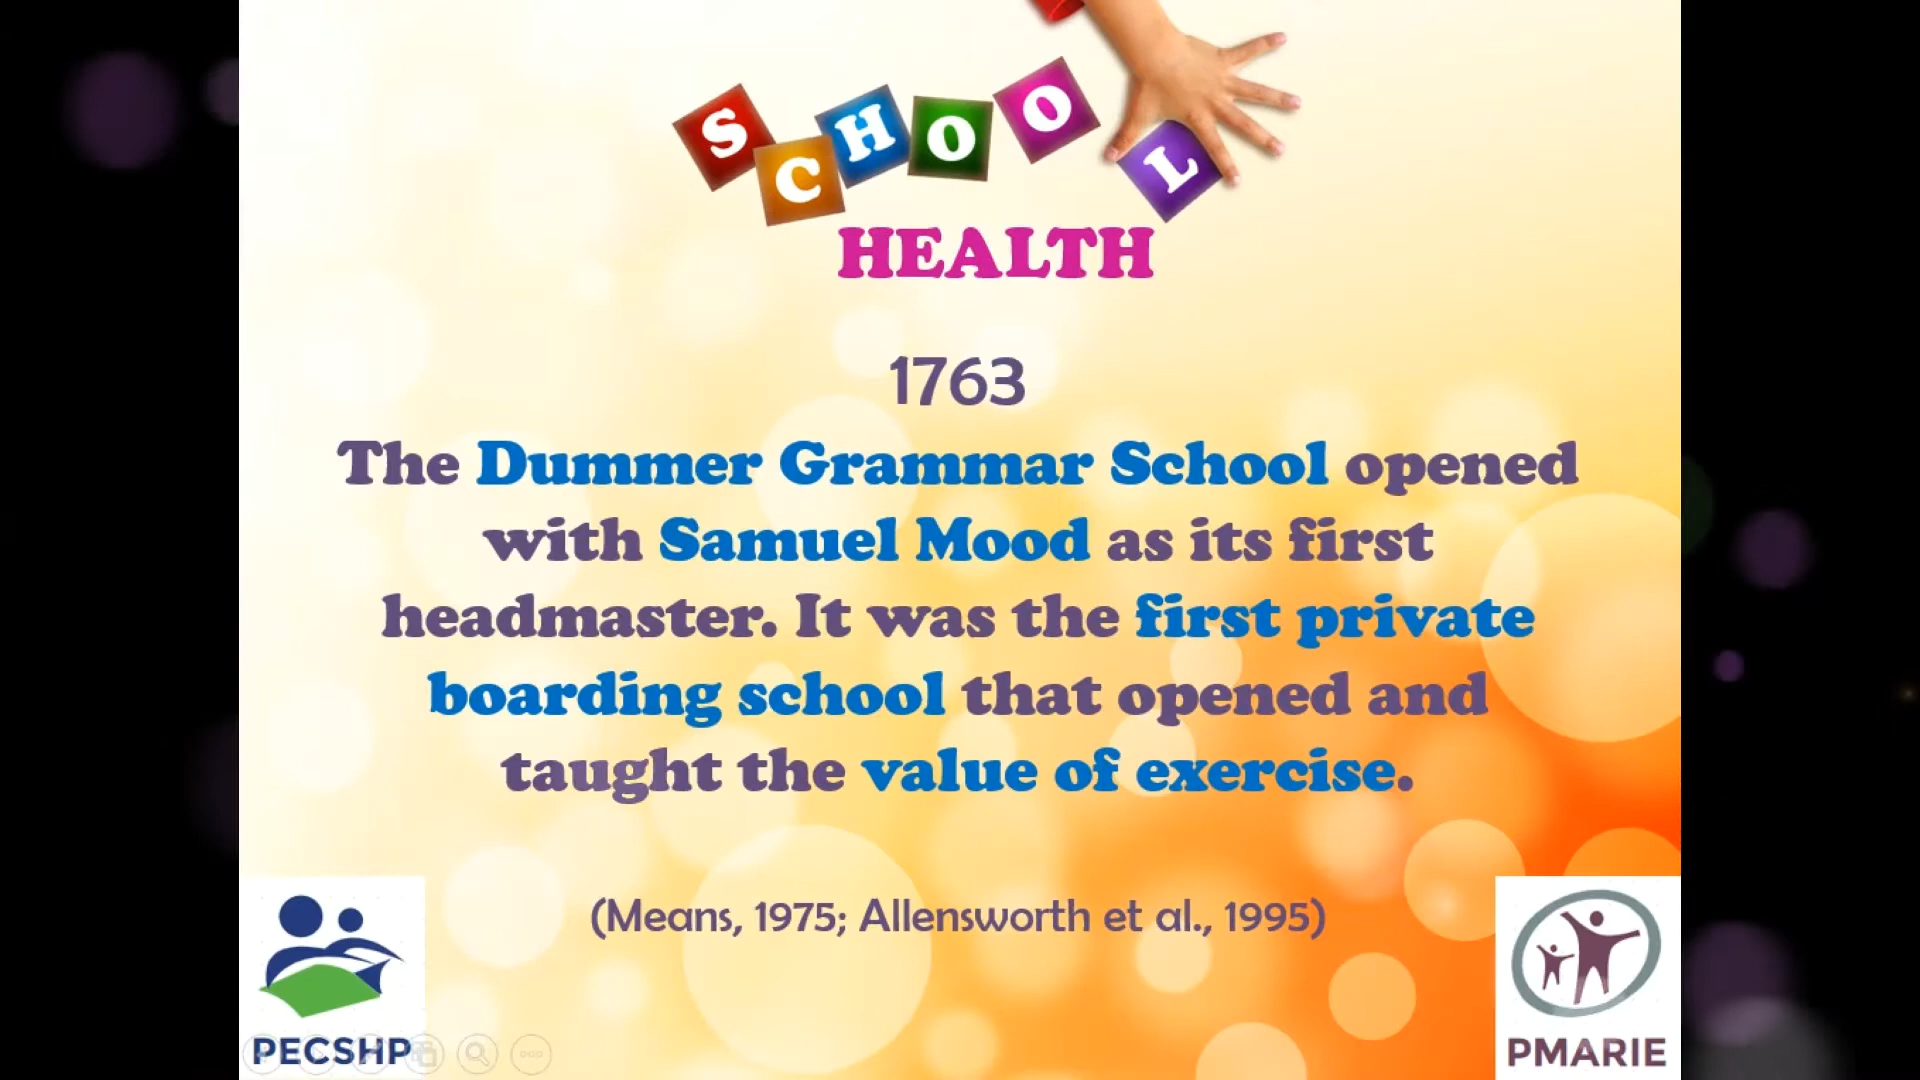 SCHOOL
HEALTH
1763
The Dummer Grammar School opened
with Samuel Mood as its first
headmaster. It was the first private
boarding school that opened and
taught the value of exercise.
(Means, 1975; Allensworth et al., 1995)
PECSHP
PMARIE